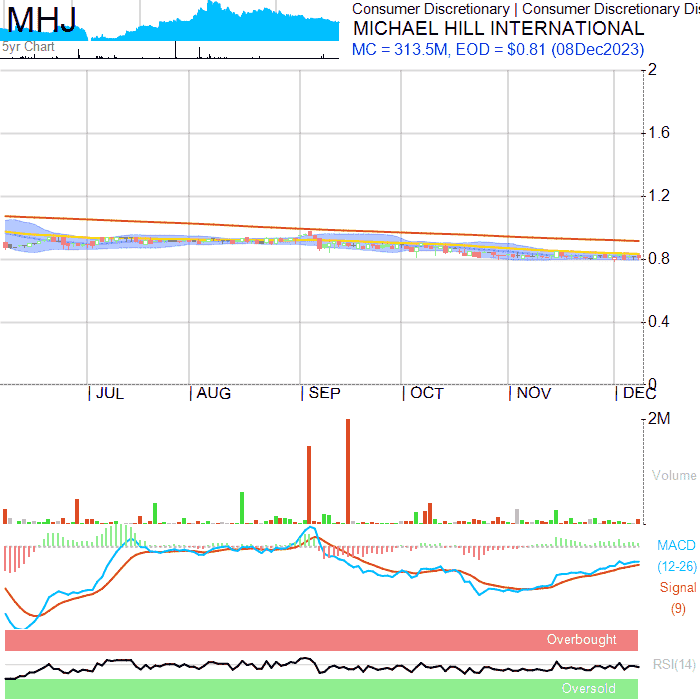 MHJ
5yr Chart
Consumer Discretionary | Consumer Discretionary Dis
MICHAEL HILL INTERNATIONAL
MC = 313.5M, EOD = $0.81 (08Dec2023)
2
1.6
1.2
0.8
0.4
0
JUL AUG SEP OCT NOV DEC
2M
Volume
MACD
(12-26)
Signal
(9)
Overbought
RSI(14)
Oversold